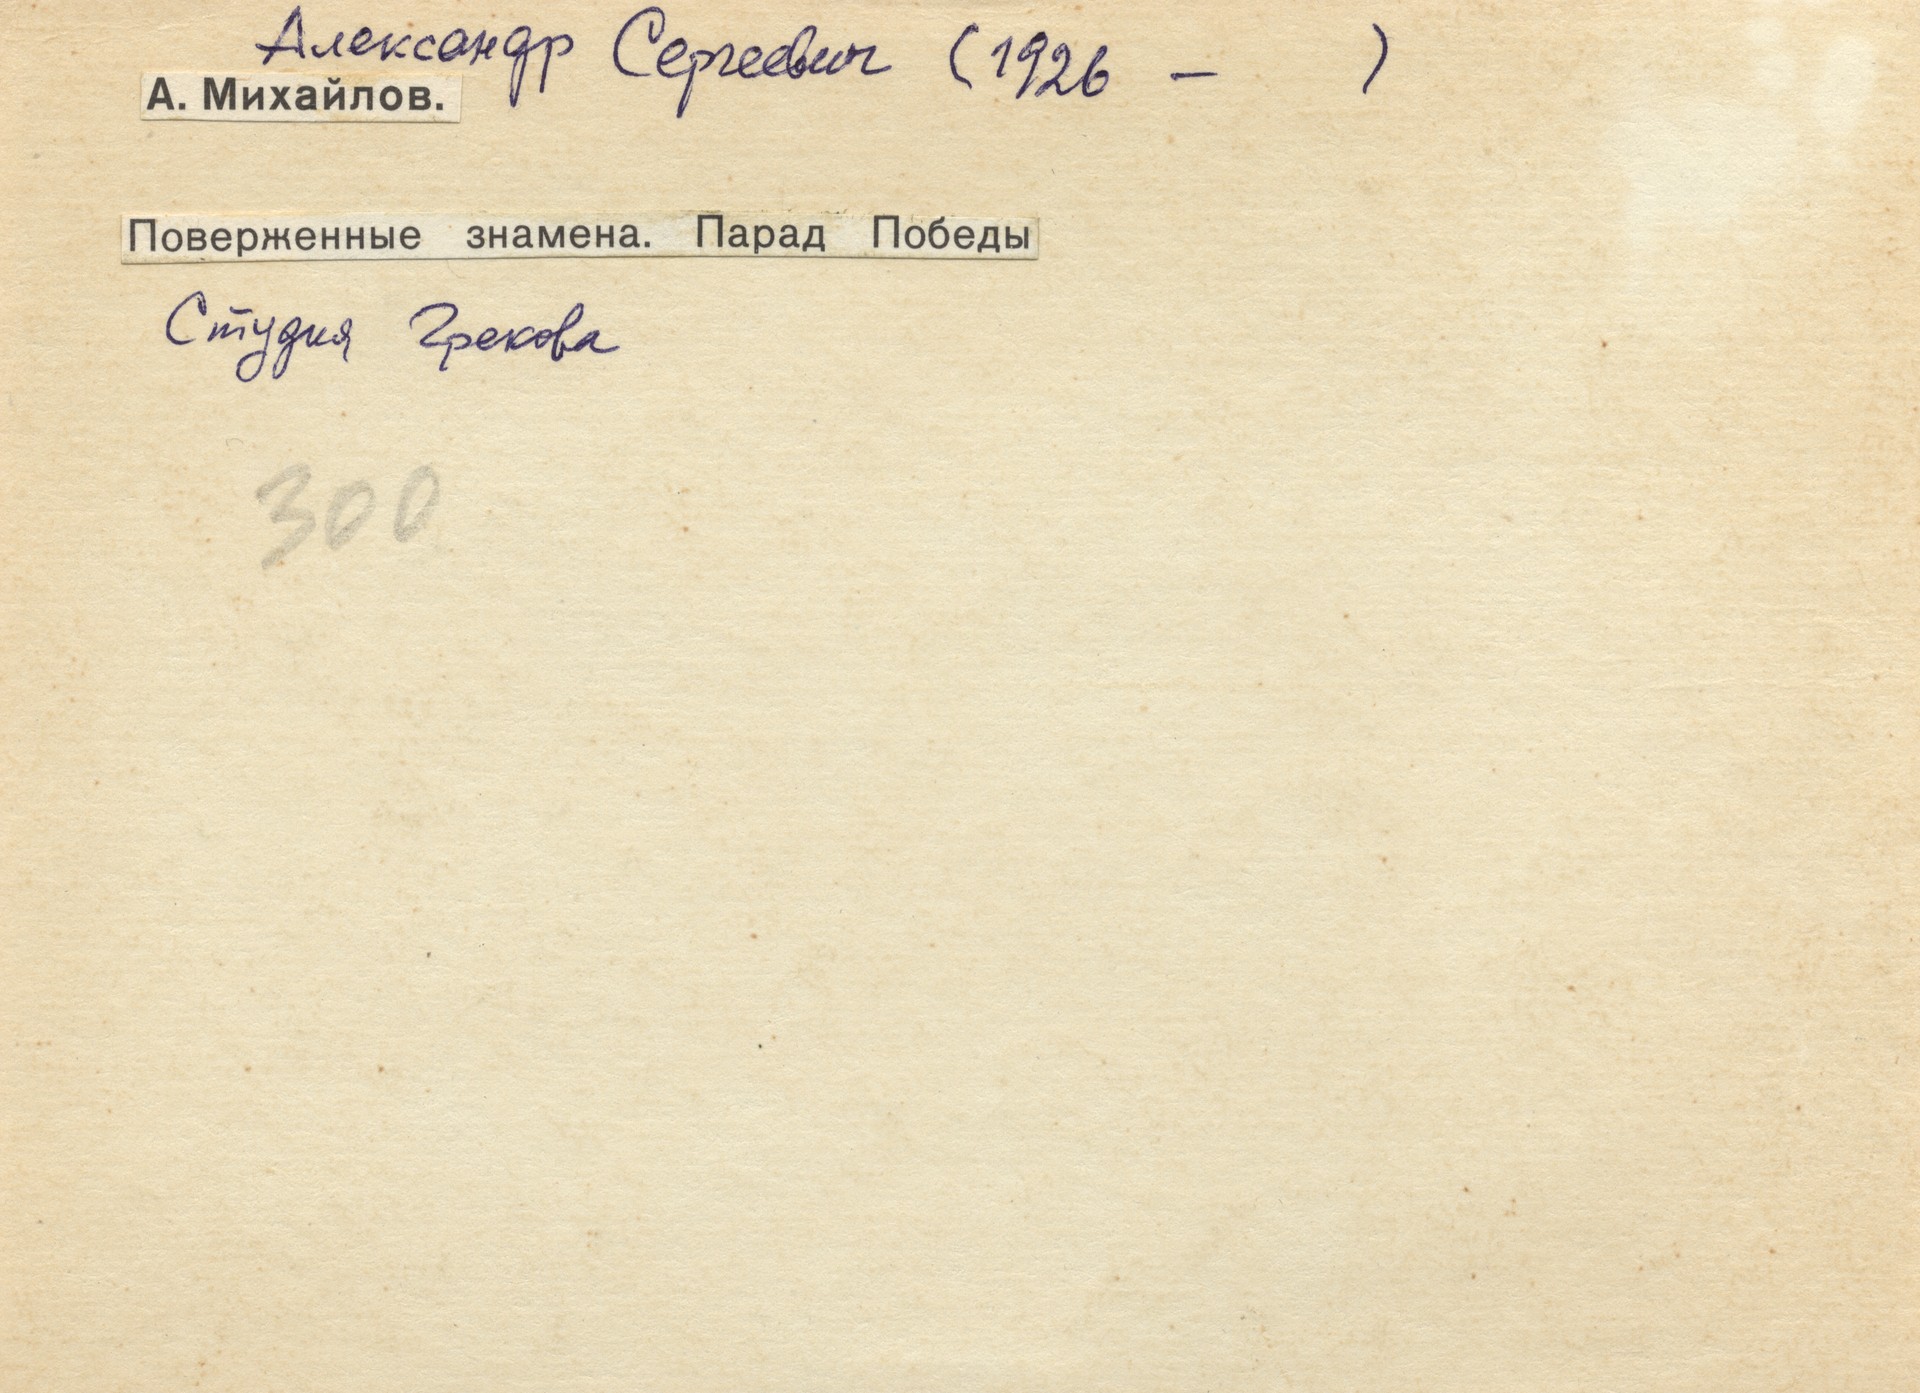 Александр Сергеевич (1926 – )
А. Михайлов.
Поверженные знамена. Парад Победы
Студия Грекова
300